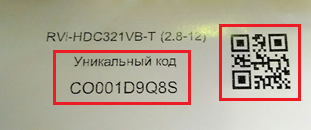 RVi-HDC321VB-T (2.8-12)
Уникальный код
CO001D9Q8S